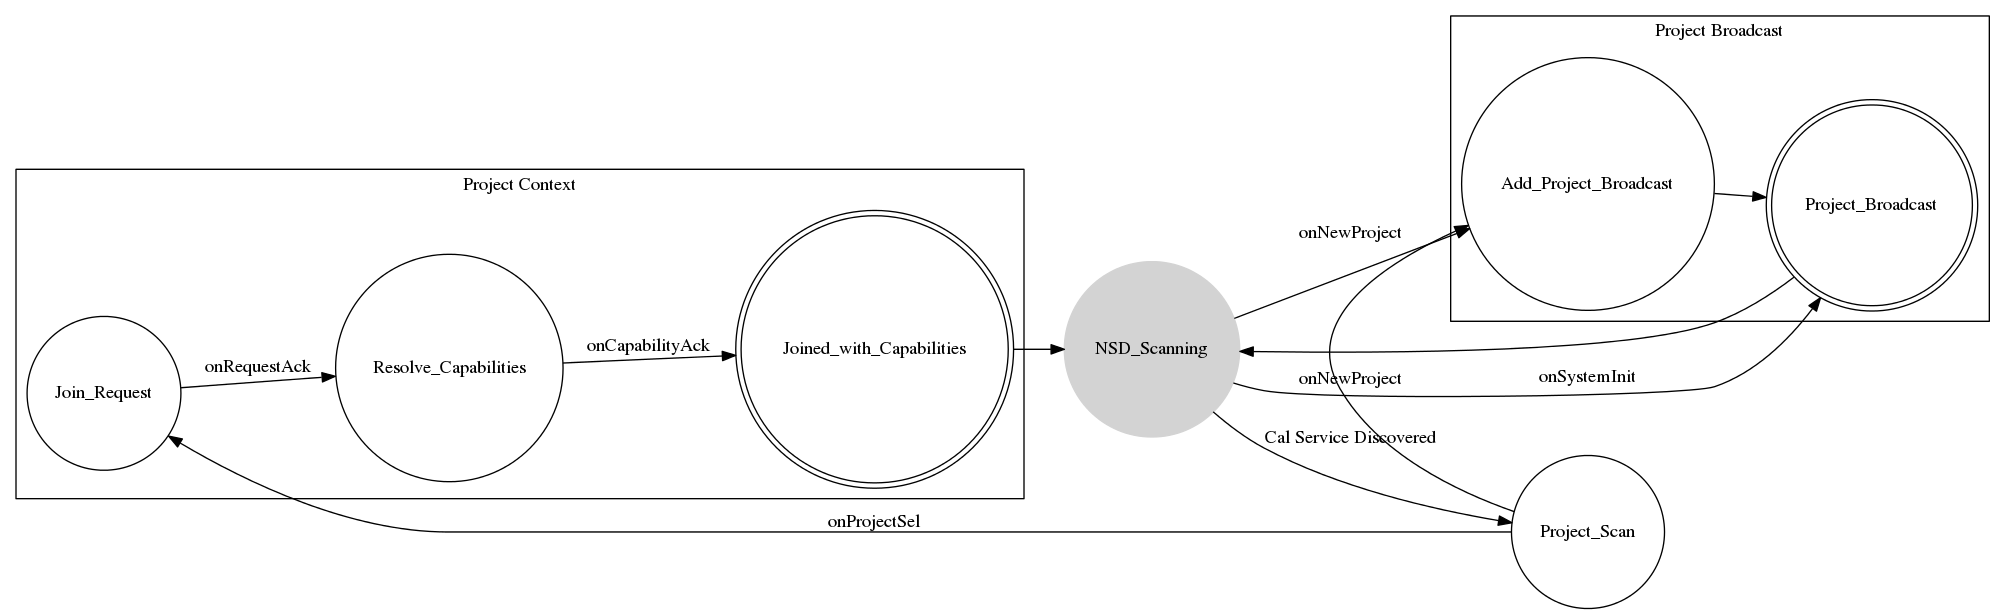 Project Broadcast
Add_Project_Broadcast
Project_Broadcast
Project Context
Join_Request
onRequestAck
Resolve_Capabilities
onCapabilityAck
Joined_with_Capabilities
NSD_Scanning
onNewProject
onNewProject
onSystemInit
Cal Service Discovered
onProjectSel
Project_Scan